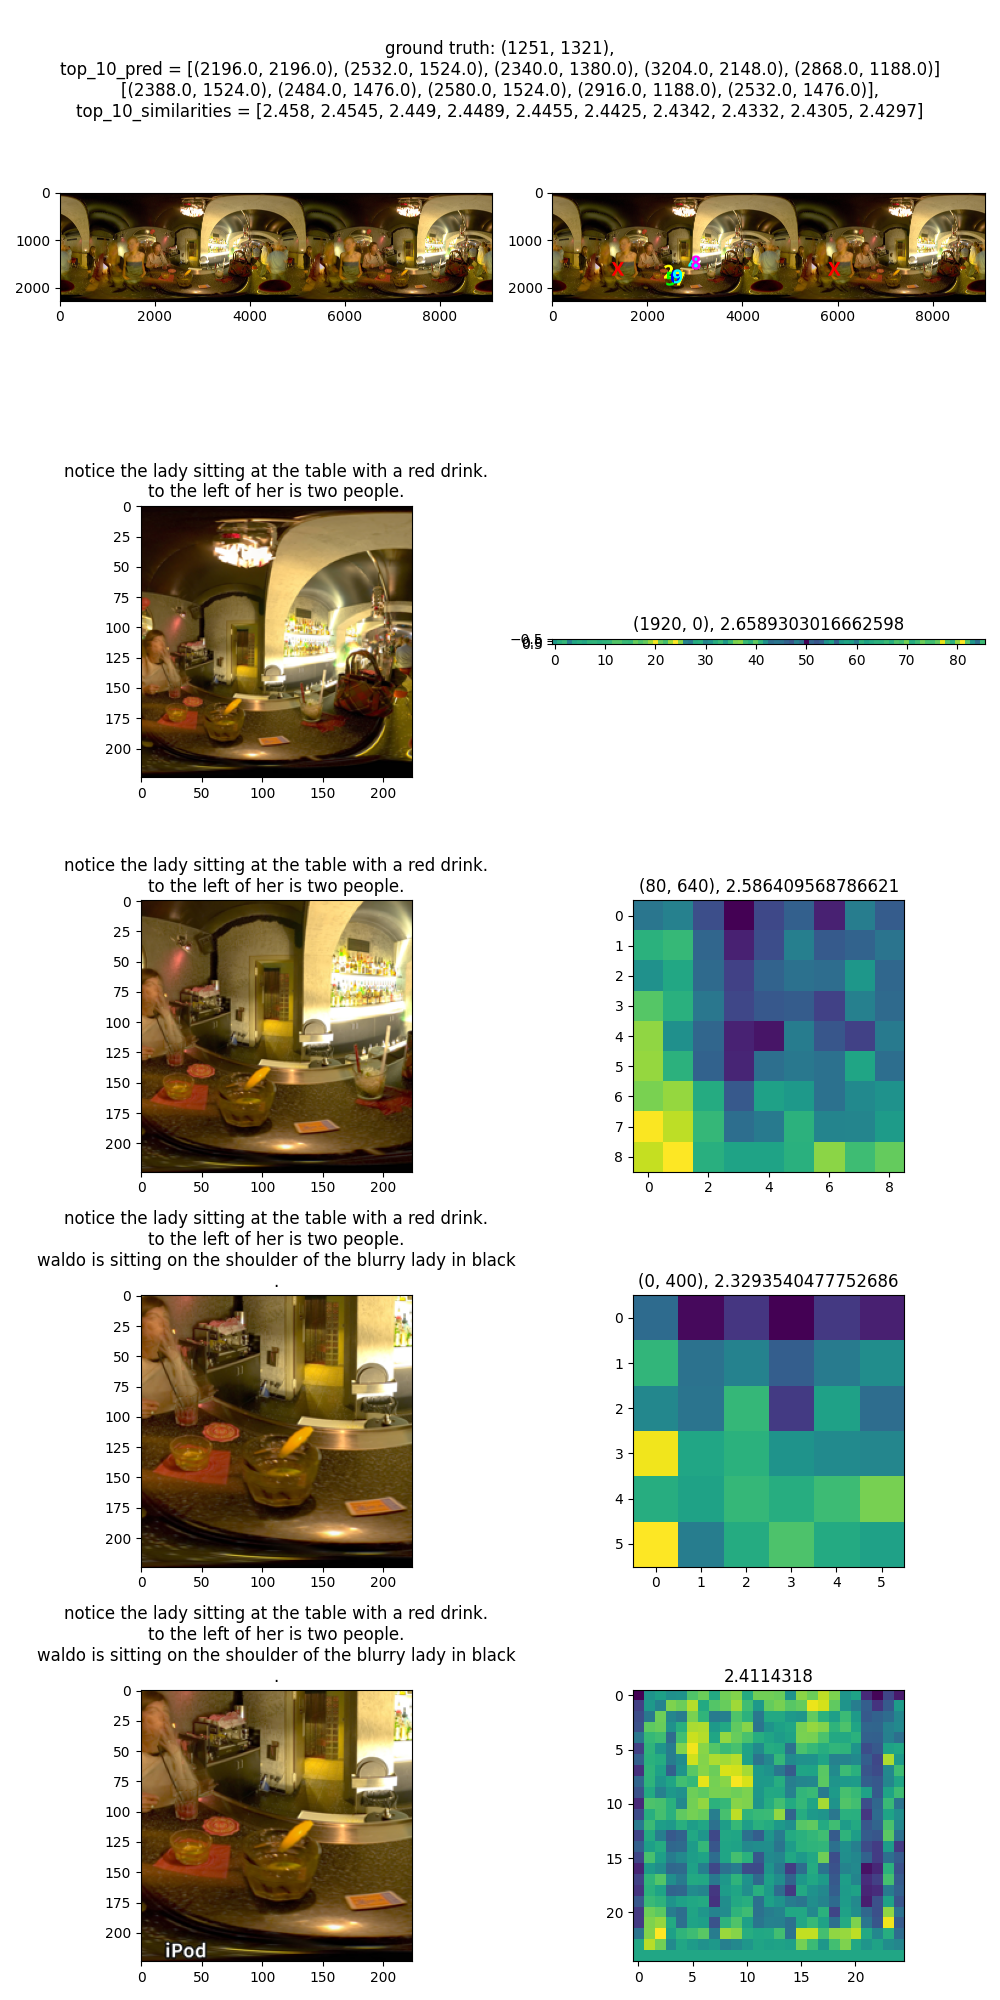 ground truth: (1251, 1321),
top_10_pred = [(2196.0, 2196.0), (2532.0, 1524.0), (2340.0, 1380.0), (3204.0, 2148.0), (2868.0, 1188.0)]
[(2388.0, 1524.0), (2484.0, 1476.0), (2580.0, 1524.0), (2916.0, 1188.0), (2532.0, 1476.0)],
top_10_similarities = [2.458, 2.4545, 2.449, 2.4489, 2.4455, 2.4425, 2.4342, 2.4332, 2.4305, 2.4297]
0
1000
2000
0 2000 4000 6000 8000
0
1000
2000
X X
8
0 2000 4000 6000 8000
notice the lady sitting at the table with a red drink.
to the left of her is two people.
0
25
50
75
100
125
150
175
200
0 50 100 150 200
(1920, 0), 2.6589303016662598
0 10 20 30 40 50 60 70 80
notice the lady sitting at the table with a red drink.
to the left of her is two people.
0
25
50
75
100
125
150
175
200
0 50 100 150 200
(80, 640), 2.586409568786621
0
1
2
3
4
5
6
7
8
0 2 4 6 8
notice the lady sitting at the table with a red drink.
to the left of her is two people.
waldo is sitting on the shoulder of the blurry lady in black
.
0
25
50
75
100
125
150
175
200
0 50 100 150 200
(0, 400), 2.3293540477752686
0
1
2
3
4
5
0 1 2 3 4 5
notice the lady sitting at the table with a red drink.
to the left of her is two people.
waldo is sitting on the shoulder of the blurry lady in black
.
0
25
50
75
100
125
150
175
200
iPod
0 50 100 150 200
2.4114318
0
5
10
15
20
0 5 10 15 20